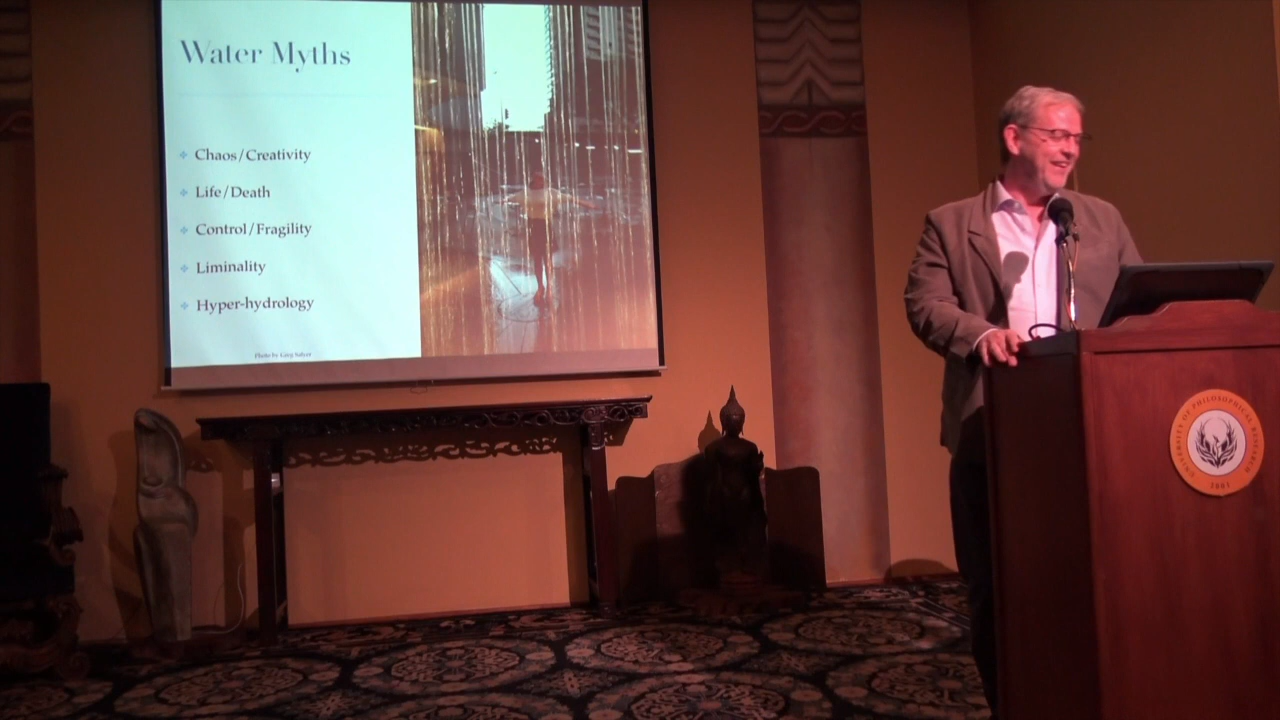 Water Myths
Chaos/Creativity
Life/Death
Control/Fragility
Liminality
Hyper-hydrology
Photo by Greg Salyer
UNIVERSITY OF PHILOSOPHICAL RESEARCH